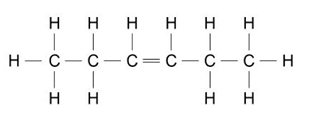 H H H H H H
H — C — C — C = C — C — C — H
H H H H